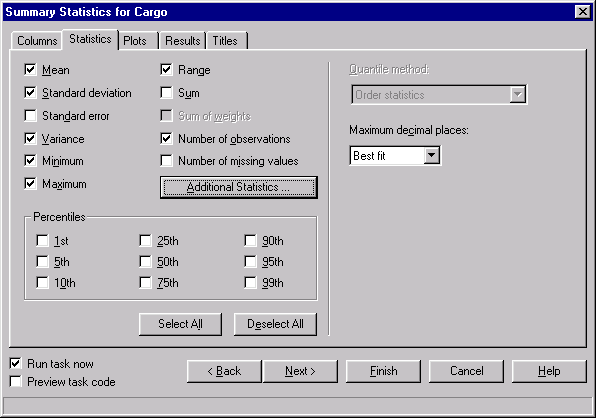 Summary Statistics for Cargo
Columns Statistics Plots Results Titles
Mean
Standard deviation
Standard error
Variance
Minimum
Maximum
Range
Sum
Sum of weights
Number of observations
Number of missing values
Additional Statistics ...
Quantile method:
Order statistics
Maximum decimal places:
Best fit
Percentiles
1st 25th 90th
5th 50th 95th
10th 75th 99th
Select All Deselect All
Run task now
Preview task code
< Back Next > Finish Cancel Help